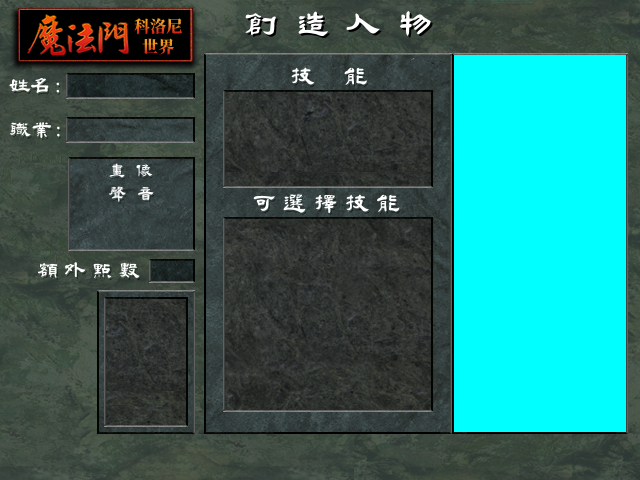 魔法門 科洛尼
世界
創造人物
姓名:
職業:
畫像
聲音
額外點數
技能
可選擇技能